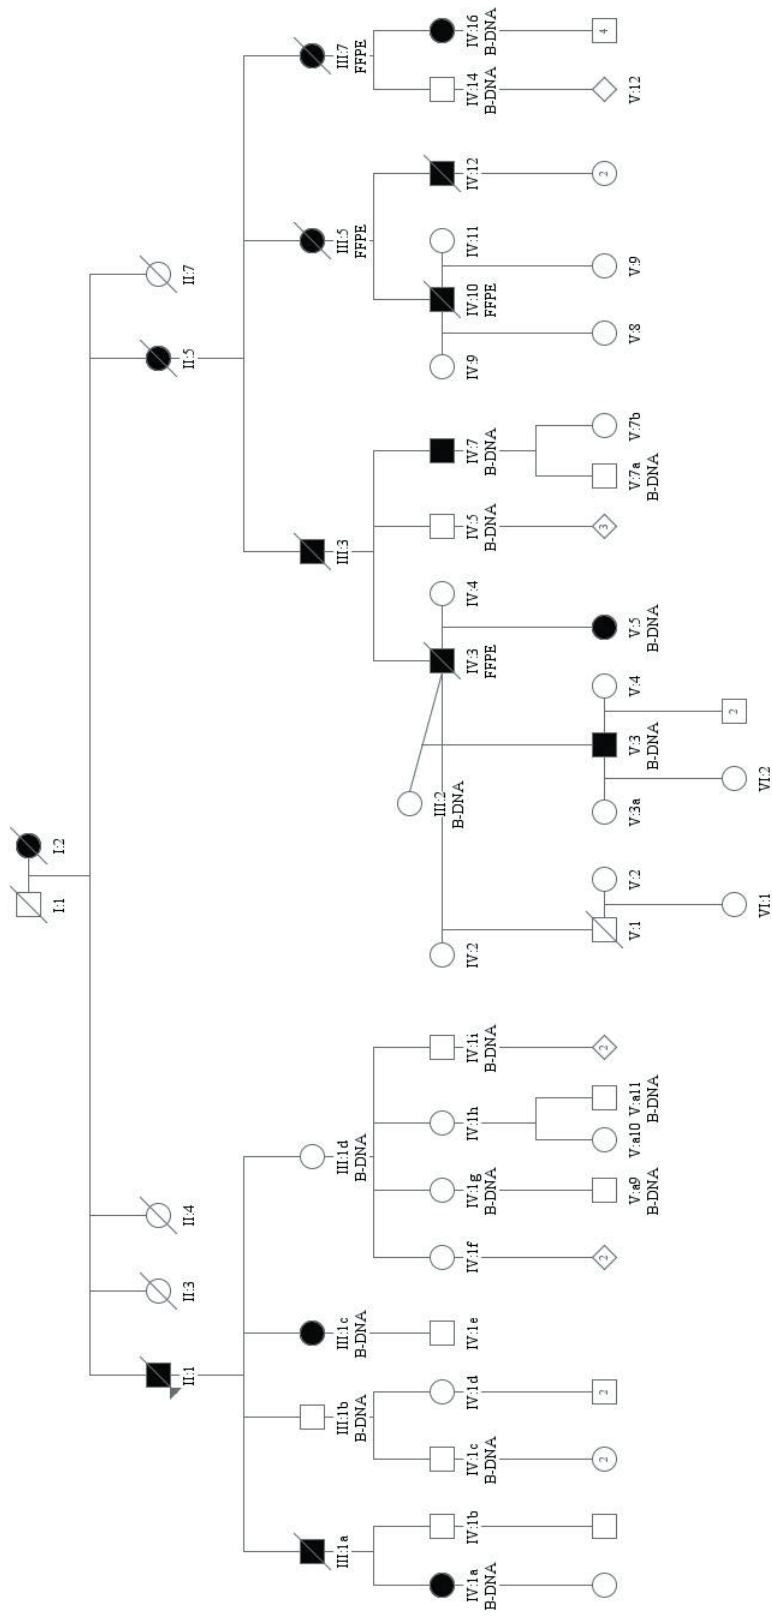 I:1
I:2
II:1
II:3
II:4
II:5
II:7
III:1a
III:1b
B-DNA
III:1c
B-DNA
III:1d
B-DNA
III:3
III:5
FFPE
III:7
FFPE
III:2
B-DNA
IV:1a
B-DNA
IV:1b
IV:1c
B-DNA
IV:1d
IV:1e
IV:1f
IV:1g
B-DNA
IV:1h
IV:1i
B-DNA
IV:2
IV:3
FFPE
IV:4
IV:5
B-DNA
IV:7
B-DNA
IV:9
IV:10
FFPE
IV:11
IV:12
IV:14
B-DNA
IV:16
B-DNA
2
2
2
V:a9
B-DNA
V:a10
V:a11
B-DNA
2
V:1
V:2
V:3a
V:3
B-DNA
V:4
V:5
B-DNA
3
V:7a
B-DNA
V:7b
V:8
V:9
2
V:12
4
VI:1
VI:2
2